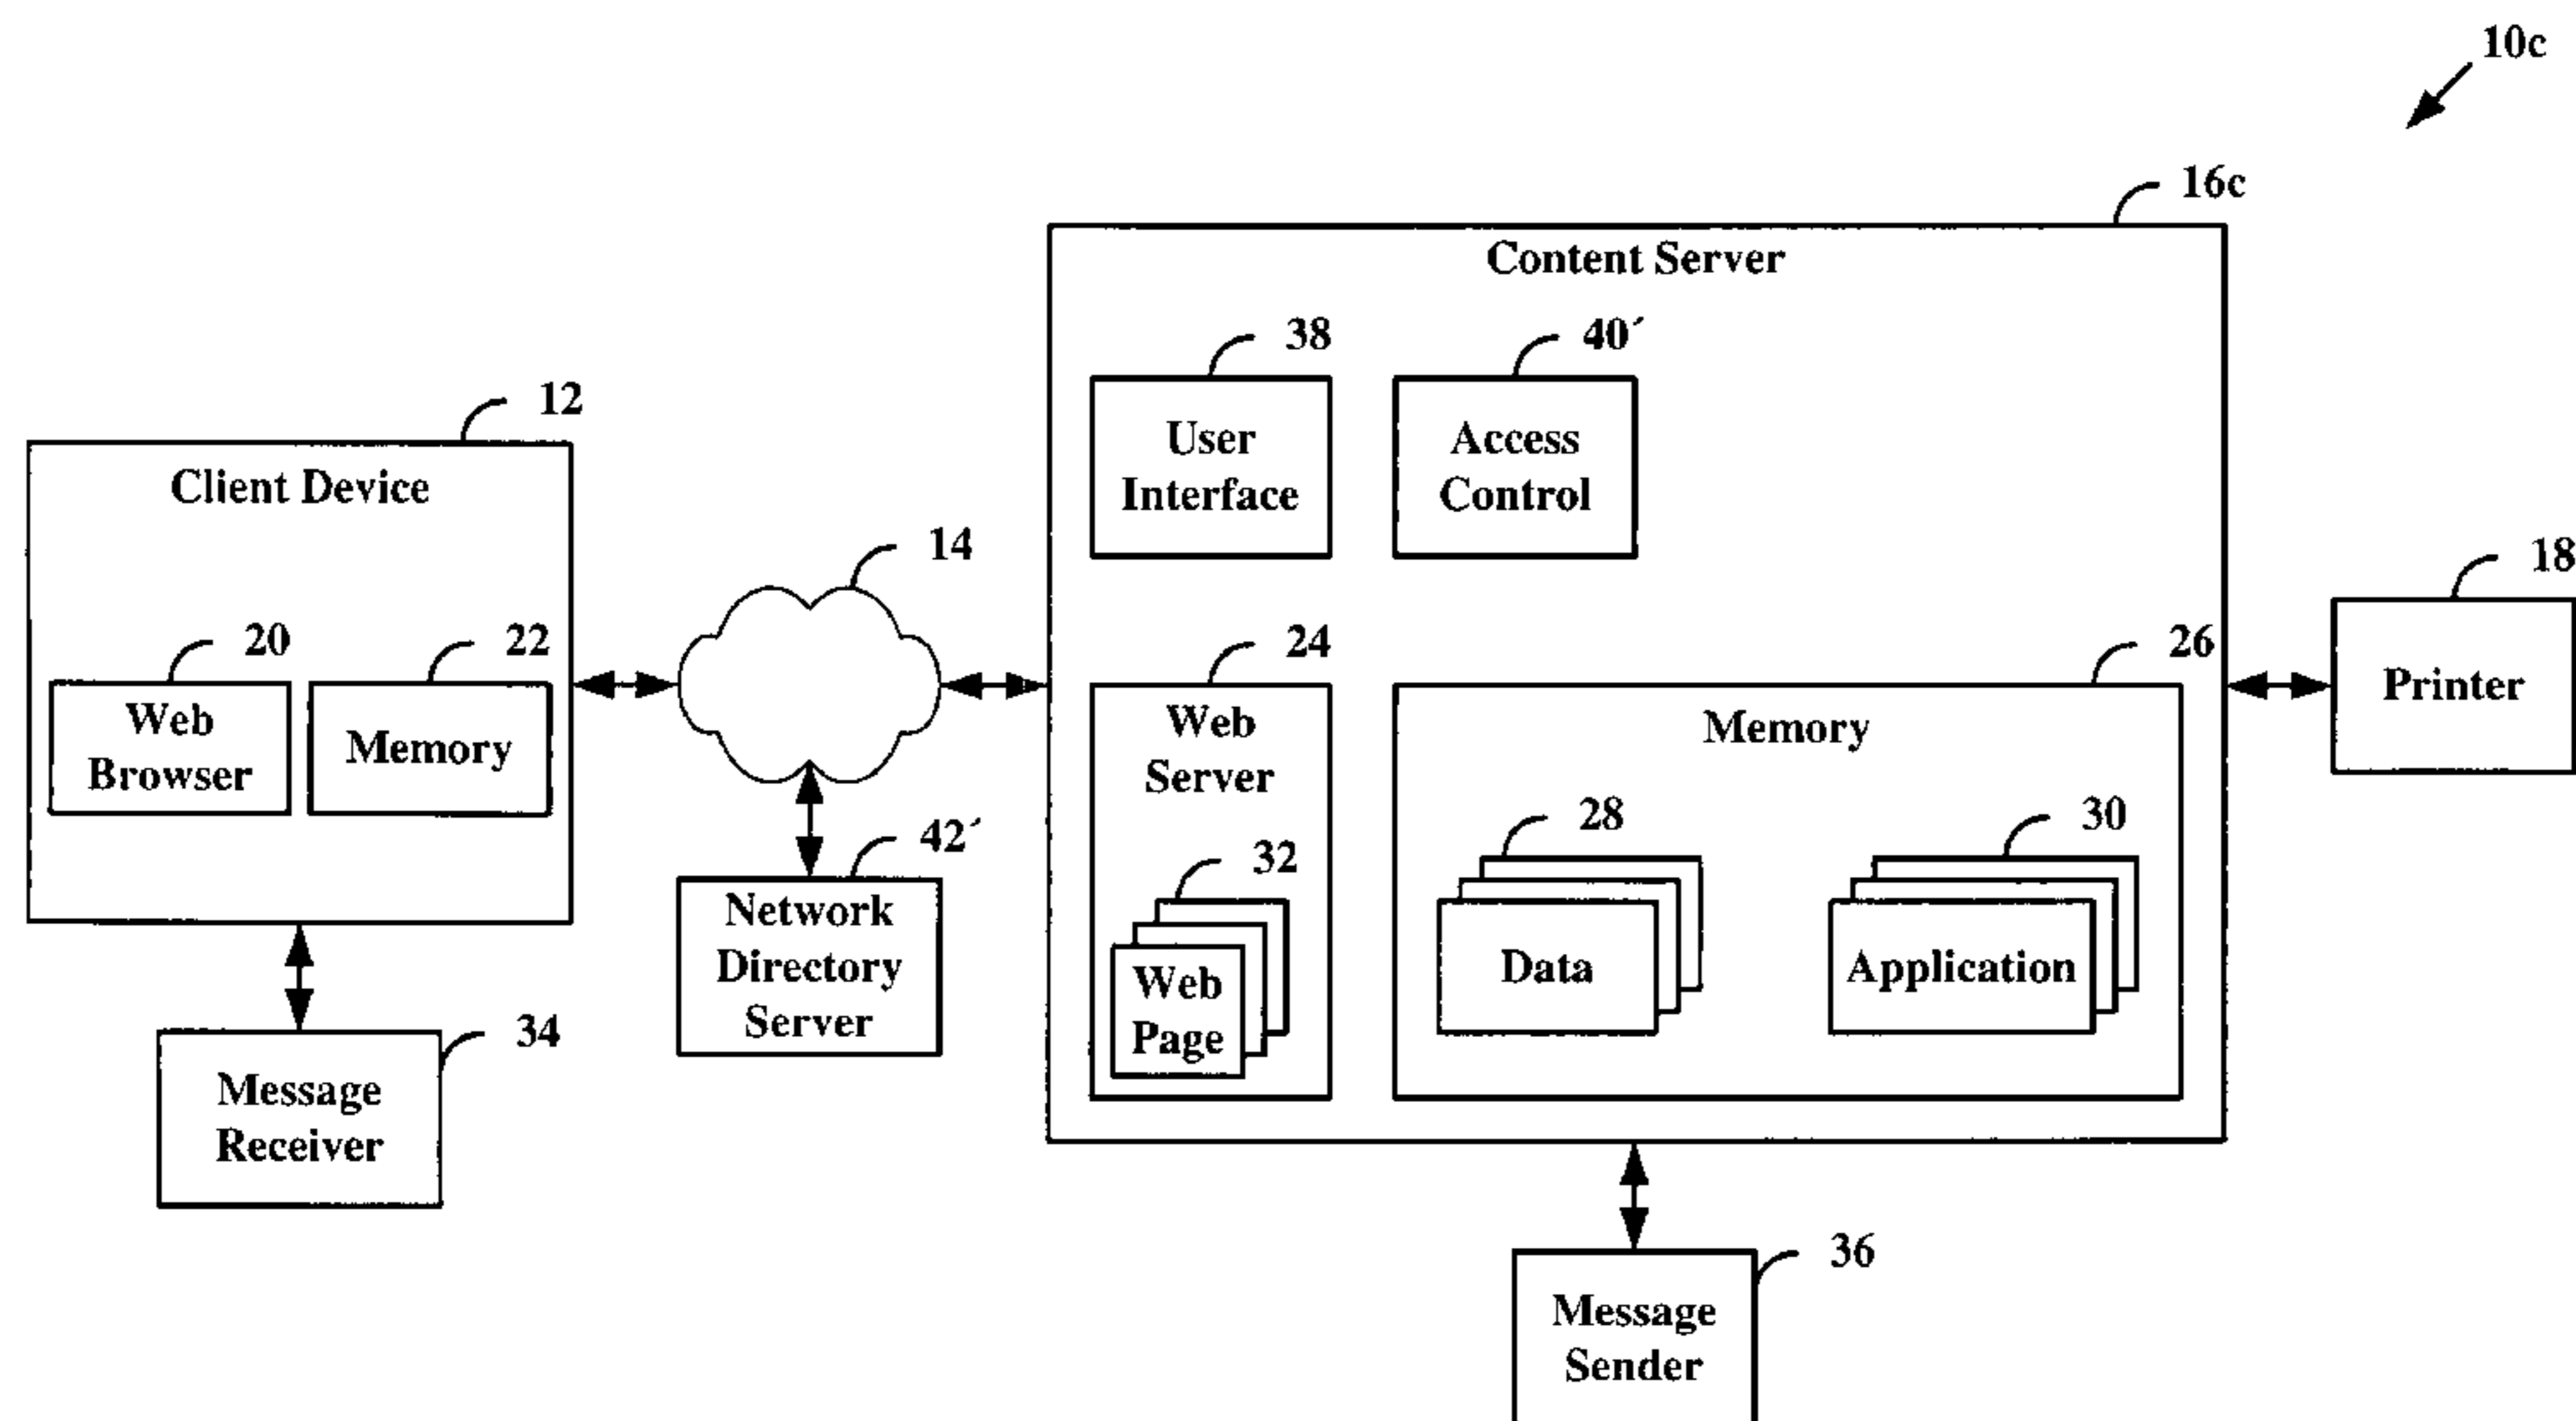 10c
16c
Content Server
38
40´
User
Interface
Access
Control
12
Client Device
14
18
20
22
24
26
Web
Browser
Memory
Web
Server
Memory
Printer
42´
Network
Directory
Server
32
28
30
Web
Page
Data
Application
34
Message
Receiver
36
Message
Sender